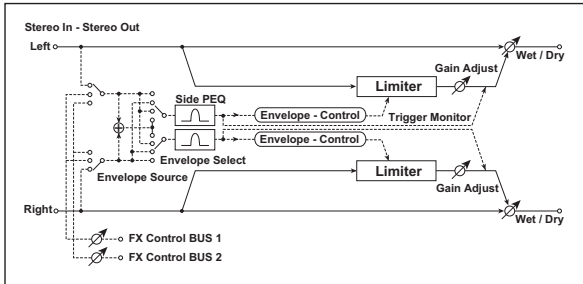 Stereo In - Stereo Out
Left
Wet / Dry
Gain Adjust
Limiter
Side PEQ
Envelope - Control
Trigger Monitor
Envelope - Control
Envelope Select
Envelope Source
Limiter
Gain Adjust
Right
Wet / Dry
FX Control BUS 1
FX Control BUS 2